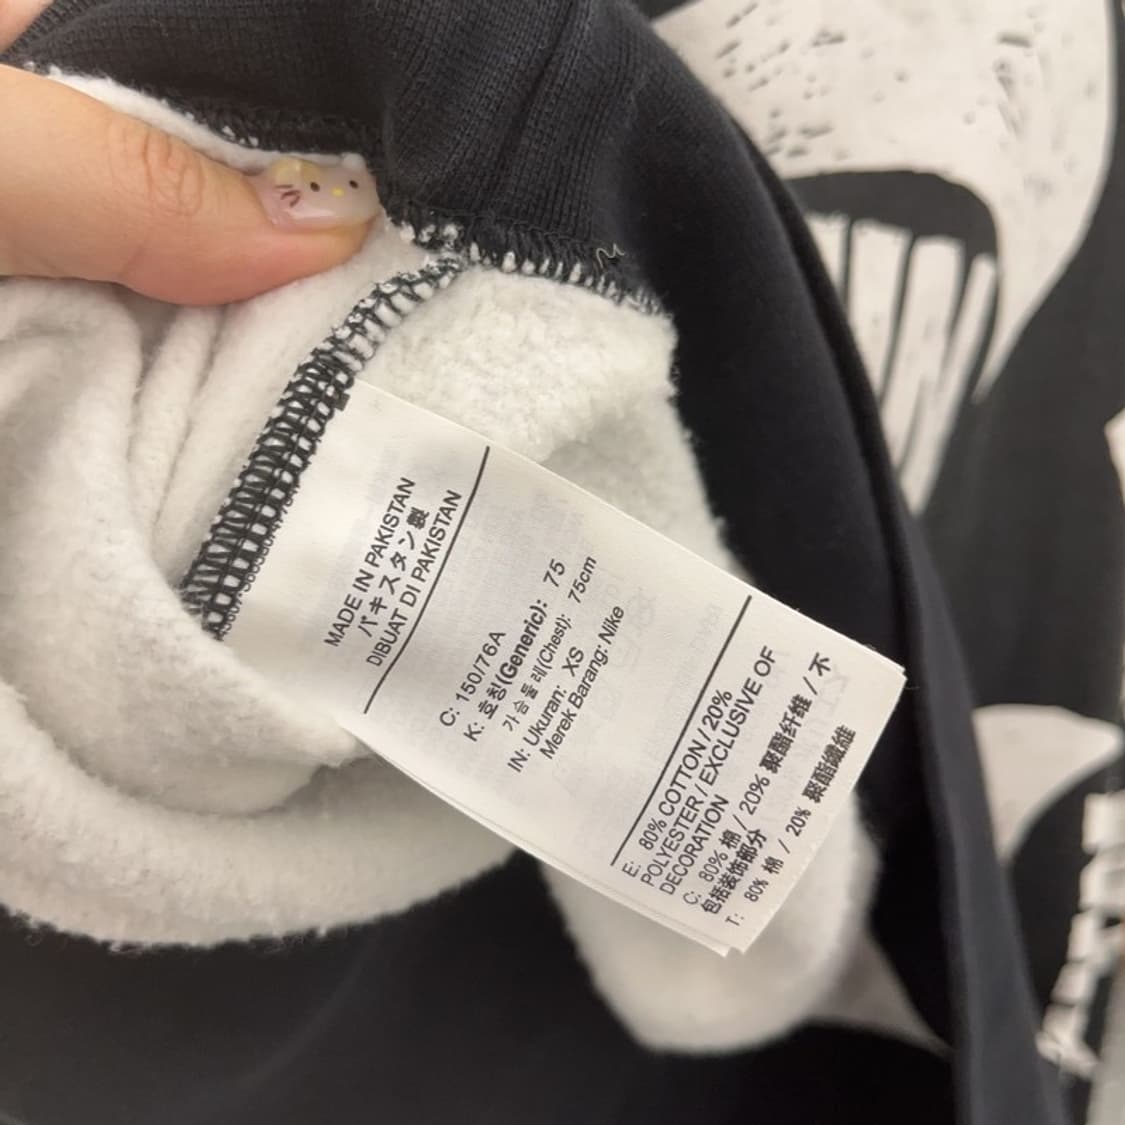 MADE IN PAKISTAN
パキスタン製
DIBUAT DI PAKISTAN
C: 150/76A
K: 호칭(Generic): 75
가슴둘레(Chest): 75cm
IN: Ukuran: XS
Merek Barang: Nike
E: 80% COTTON / 20%
POLYESTER / EXCLUSIVE OF
DECORATION
C: 80% 棉 / 20% 聚酯纤维 / 不
包括装饰部分
T: 80% 棉 / 20% 聚酯纖維